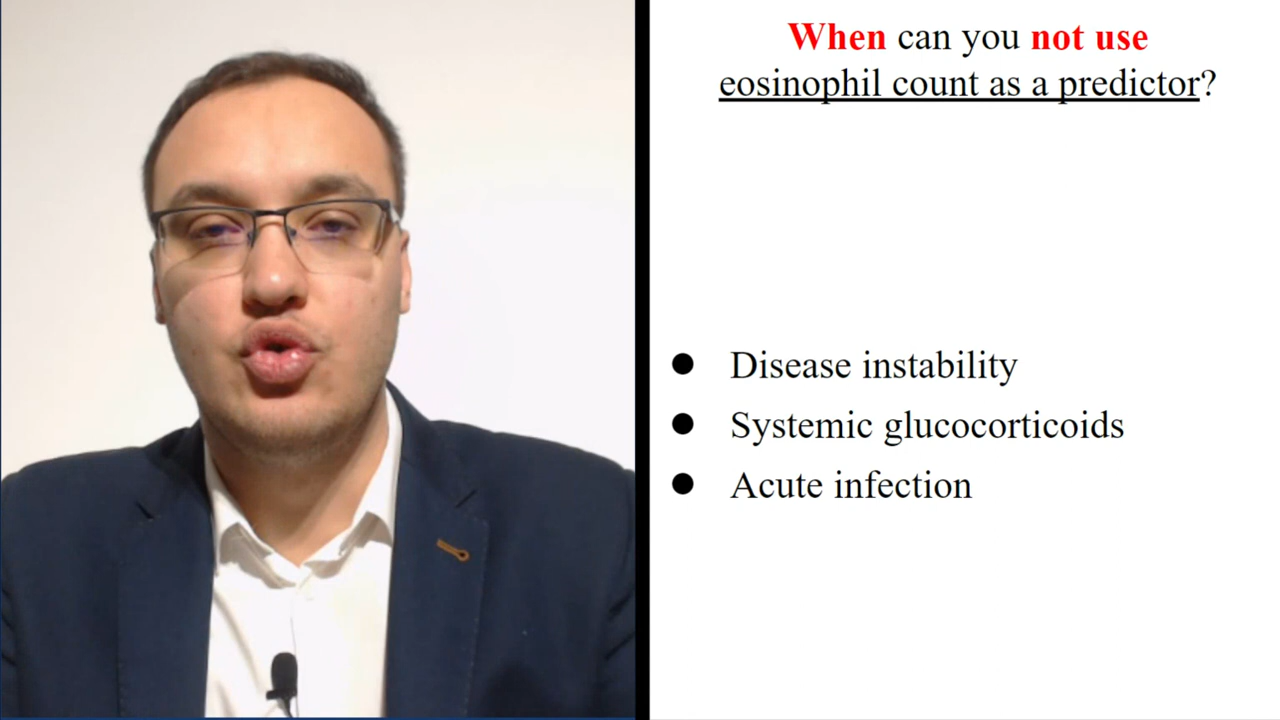 When can you not use
eosinophil count as a predictor?
● Disease instability
● Systemic glucocorticoids
● Acute infection